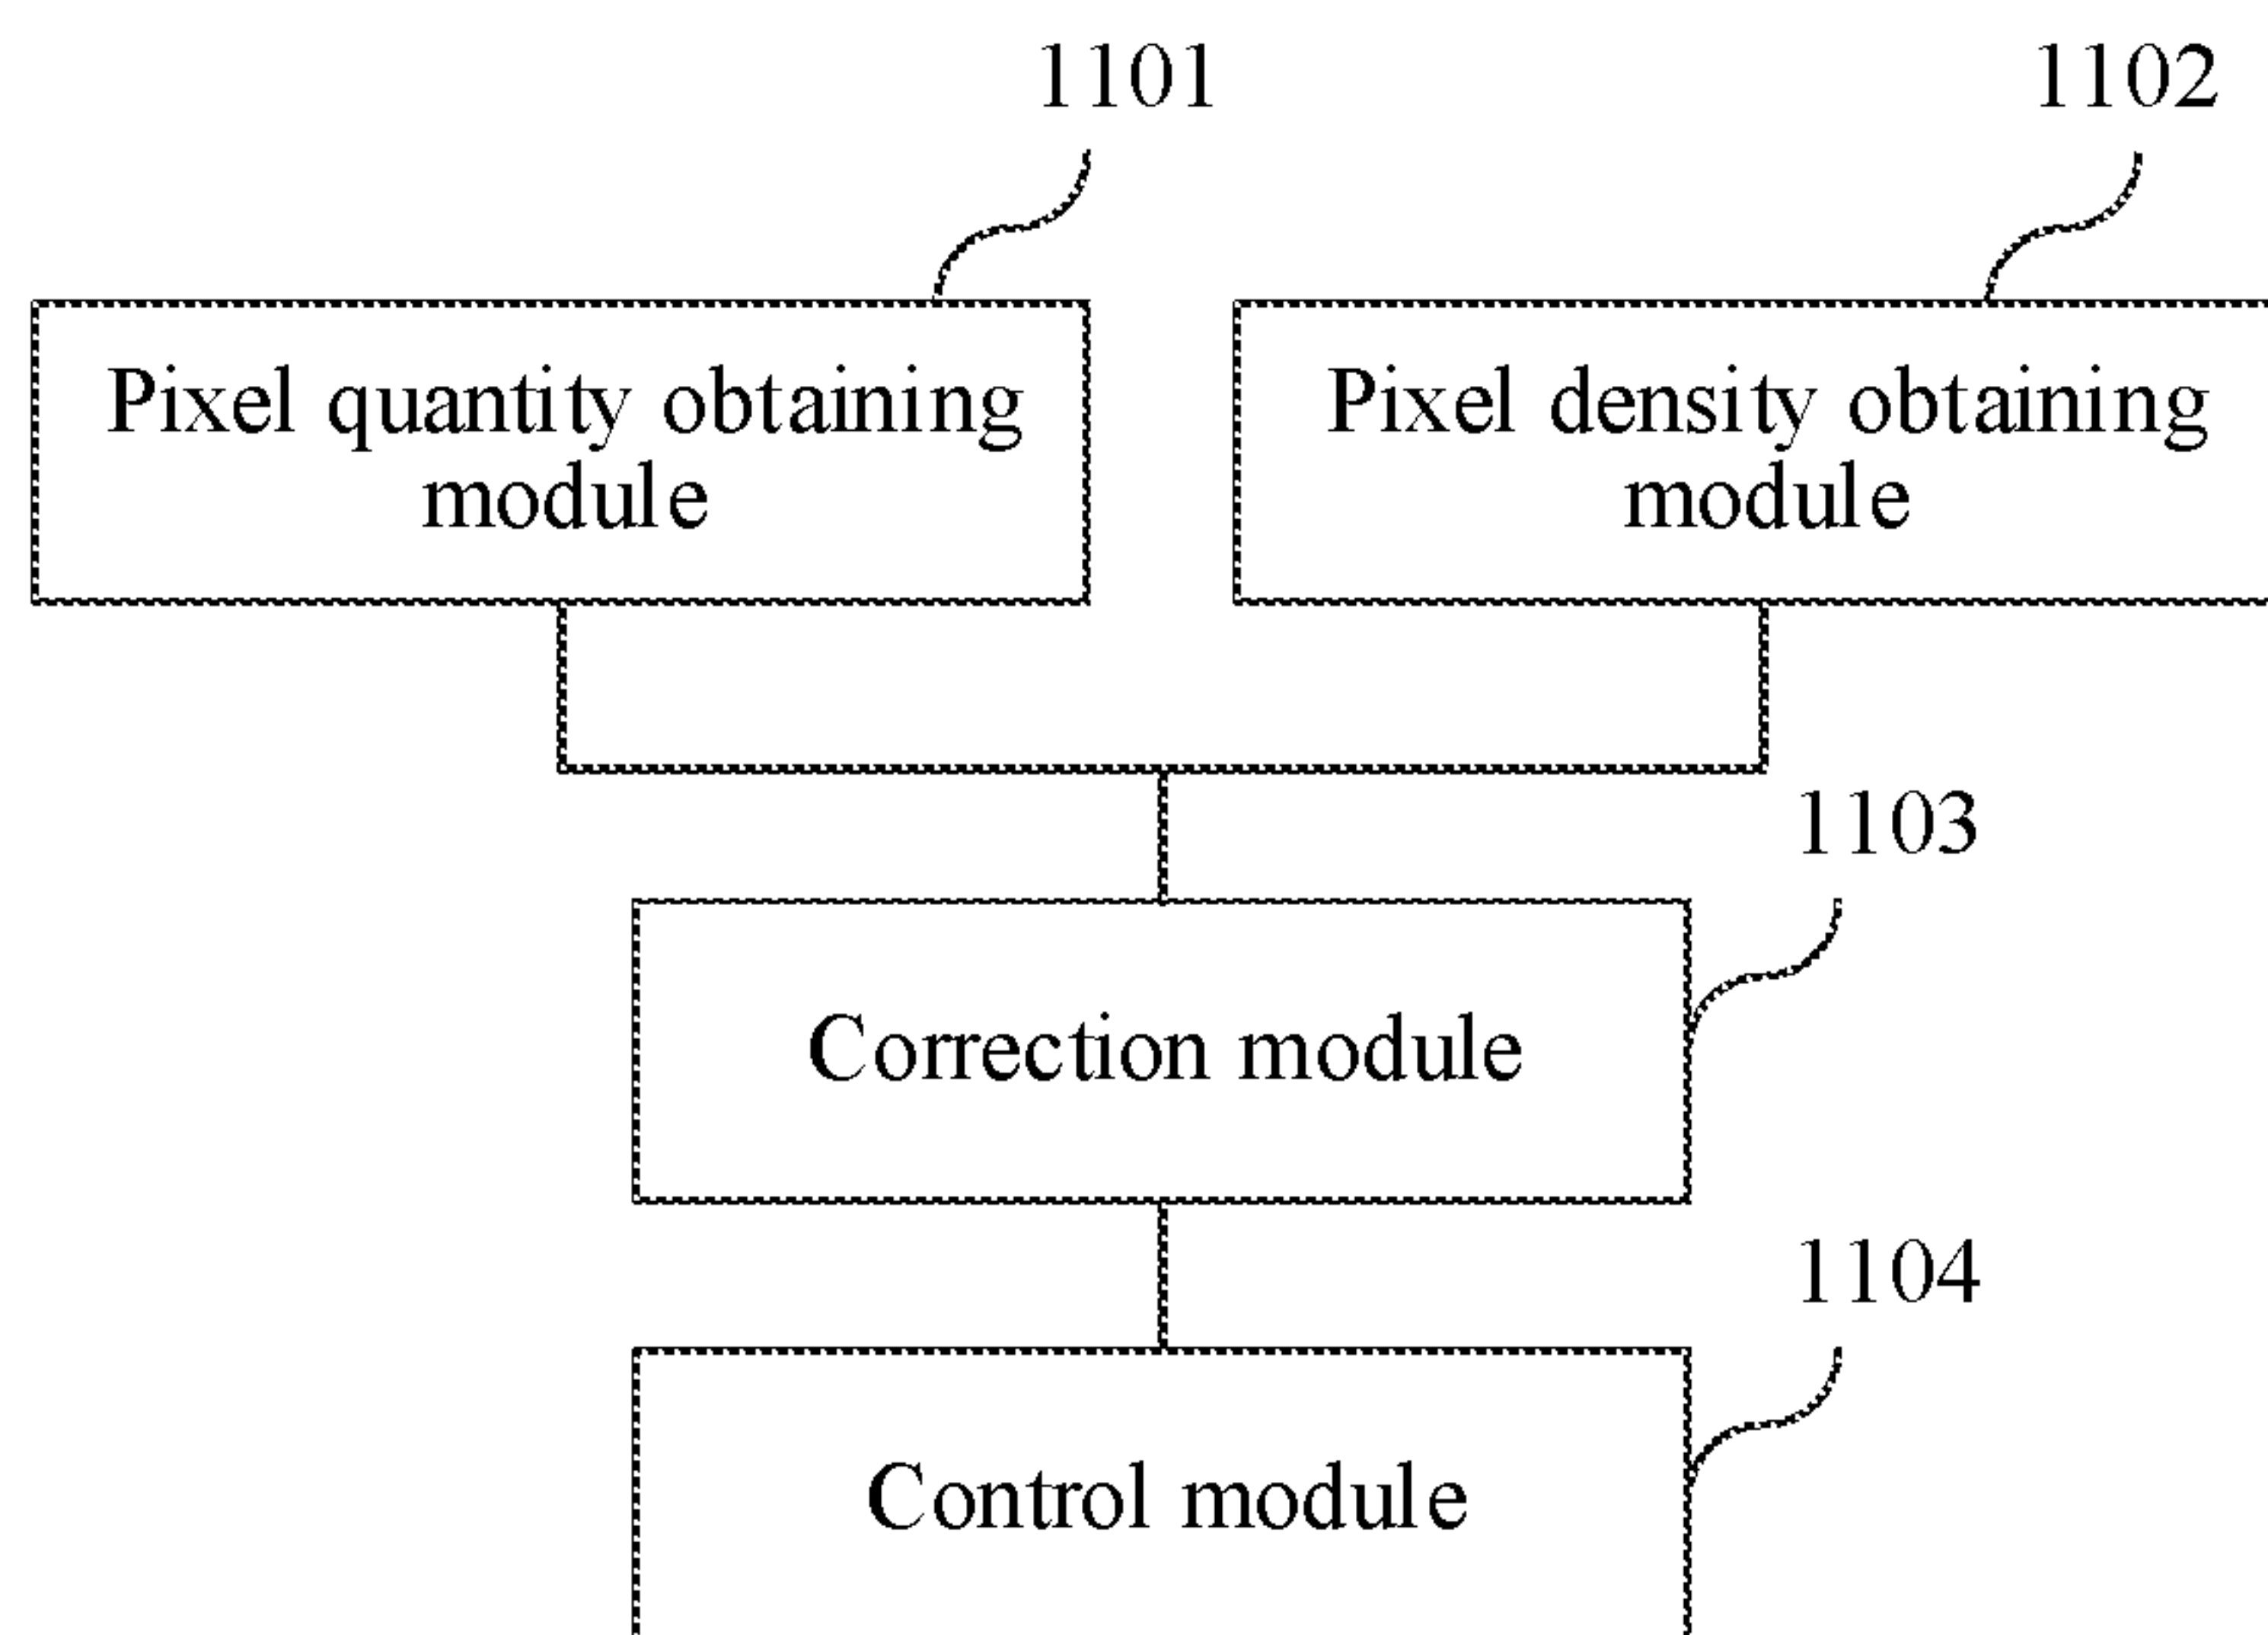 1101
1102
Pixel quantity obtaining
module
Pixel density obtaining
module
1103
Correction module
1104
Control module